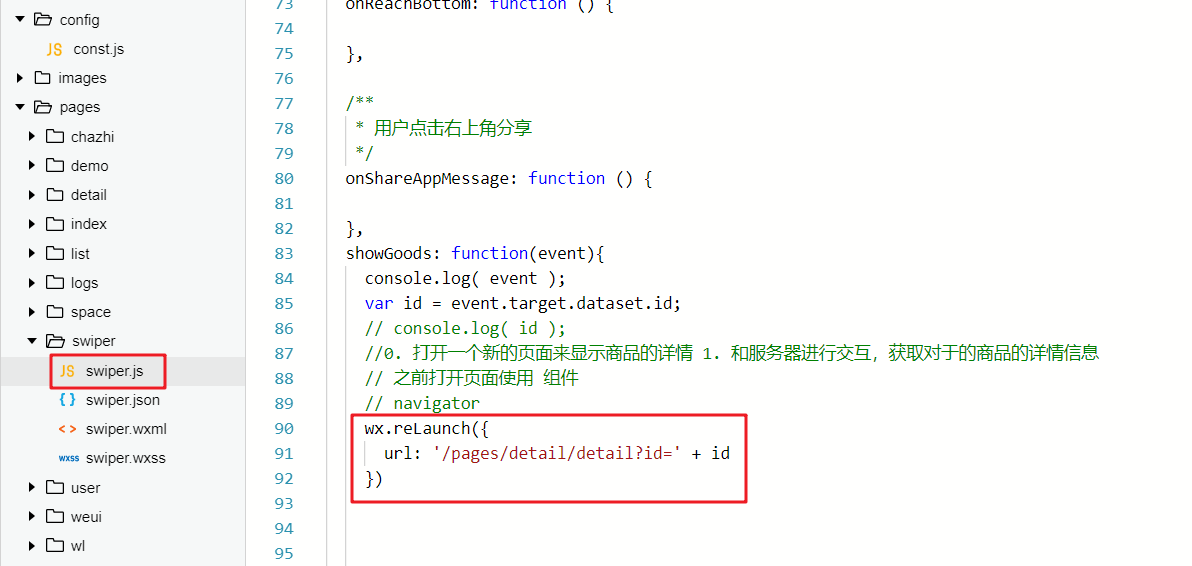 config
JS const.js
images
pages
chazhi
demo
detail
index
list
logs
space
swiper
JS swiper.js
{} swiper.json
<> swiper.wxml
wxss swiper.wxss
user
weui
wl
73 onReachBottom: function () {
74
75 },
76
77 /**
78 * 用户点击右上角分享
79 */
80 onShareAppMessage: function () {
81
82 },
83 showGoods: function(event){
84 console.log( event );
85 var id = event.target.dataset.id;
86 // console.log( id );
87 //0. 打开一个新的页面来显示商品的详情 1. 和服务器进行交互，获取对于的商品的详情信息
88 // 之前打开页面使用 组件
89 // navigator
90 wx.reLaunch({
91 url: '/pages/detail/detail?id=' + id
92 })
93
94
95